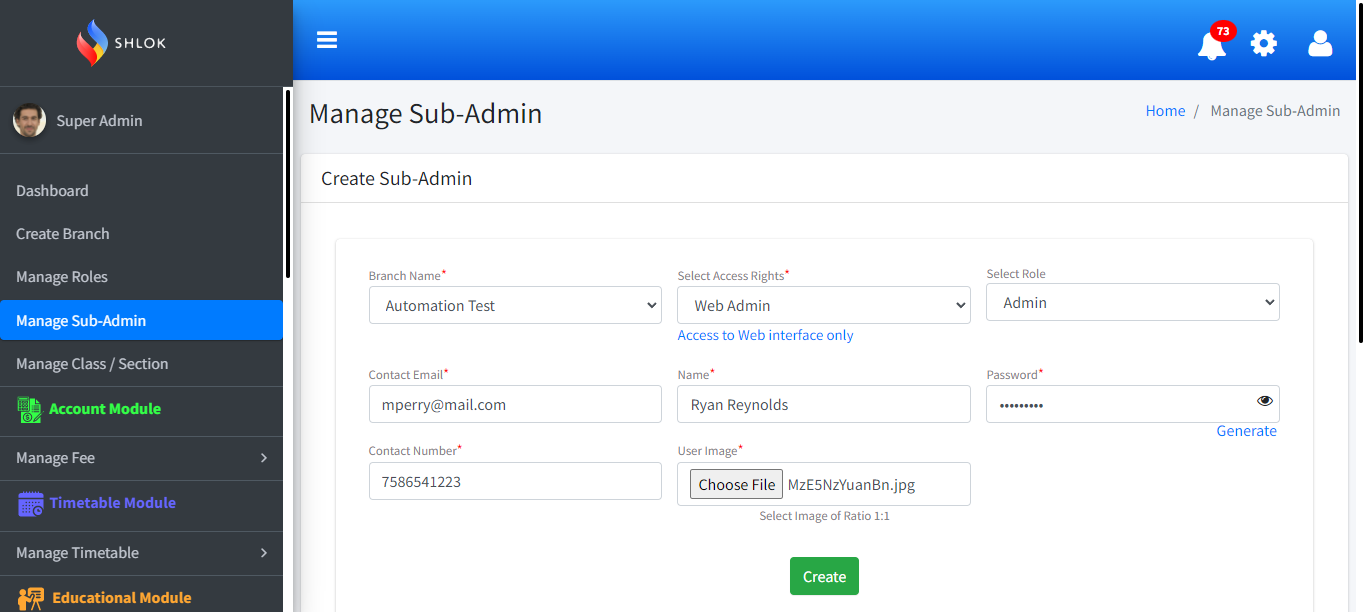 SHLOK
73
Super Admin
Manage Sub-Admin
Home / Manage Sub-Admin
Dashboard
Create Branch
Manage Roles
Manage Sub-Admin
Manage Class / Section
Account Module
Manage Fee
Timetable Module
Manage Timetable
Educational Module
Create Sub-Admin
Branch Name*
Select Access Rights*
Select Role
Automation Test
Web Admin
Admin
Access to Web interface only
Contact Email*
Name*
Password*
mperry@mail.com
Ryan Reynolds
•••••••••
Generate
Contact Number*
User Image*
7586541223
Choose File MzE5NzYuanBn.jpg
Select Image of Ratio 1:1
Create